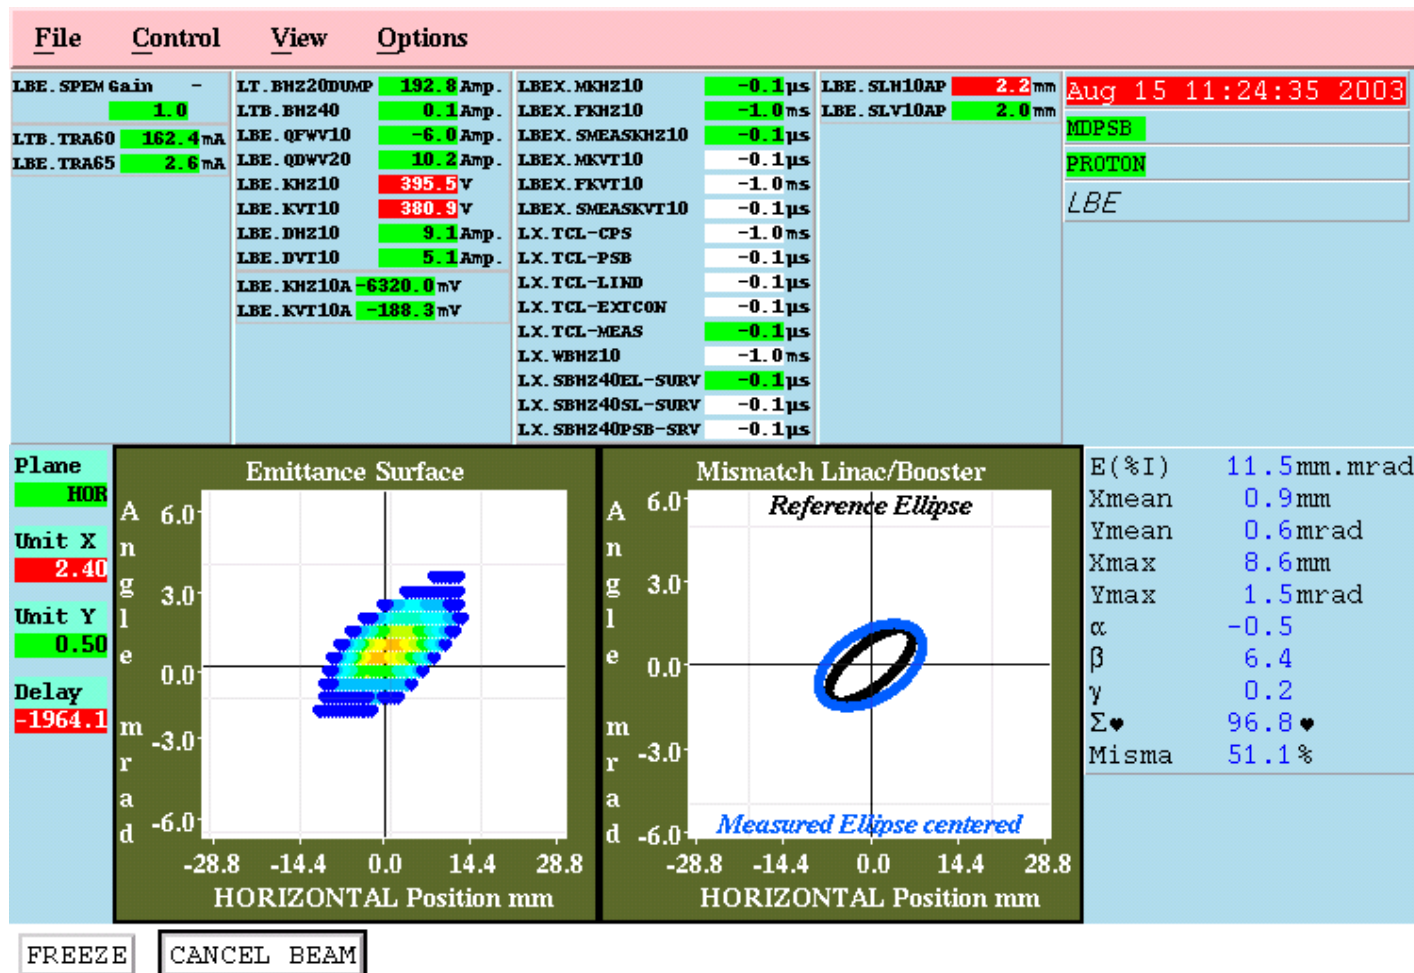 File Control View Options
LBE.SPEM Gain -
1.0
LTB.TRA60 162.4 mA
LBE.TRA65 2.6 mA
LT.BHZ20DUMP 192.8 Amp.
LTB.BHZ40 0.1 Amp.
LBE.QFWV10 -6.0 Amp.
LBE.QDWV20 10.2 Amp.
LBE.KHZ10 395.5 V
LBE.KVT10 380.9 V
LBE.DHZ10 9.1 Amp.
LBE.DVT10 5.1 Amp.
LBE.KHZ10A -6320.0 mV
LBE.KVT10A -188.3 mV
LBEX.MKHZ10 -0.1 µs
LBEX.FKHZ10 -1.0 ms
LBEX.SMEASKHZ10 -0.1 µs
LBEX.MKVT10 -0.1 µs
LBEX.FKVT10 -1.0 ms
LBEX.SMEASKVT10 -0.1 µs
LX.TCL-CPS -1.0 ms
LX.TCL-PSB -0.1 µs
LX.TCL-LIND -0.1 µs
LX.TCL-EXTCON -0.1 µs
LX.TCL-MEAS -0.1 µs
LX.WBHZ10 -1.0 ms
LX.SBHZ40EL-SURV -0.1 µs
LX.SBHZ40SL-SURV -0.1 µs
LX.SBHZ40PSB-SRV -0.1 µs
LBE.SLH10AP 2.2 mm
LBE.SLV10AP 2.0 mm
Aug 15 11:24:35 2003
MDPSB
PROTON
LBE
Plane
HOR
Unit X
2.40
Unit Y
0.50
Delay
-1964.1
Emittance Surface
Angle mrad
6.0
3.0
0.0
-3.0
-6.0
-28.8 -14.4 0.0 14.4 28.8
HORIZONTAL Position mm
Mismatch Linac/Booster
Reference Ellipse
Angle mrad
6.0
3.0
0.0
-3.0
-6.0
Measured Ellipse centered
-28.8 -14.4 0.0 14.4 28.8
HORIZONTAL Position mm
E(%I) 11.5 mm.mrad
Xmean 0.9 mm
Ymean 0.6 mrad
Xmax 8.6 mm
Ymax 1.5 mrad
α -0.5
β 6.4
γ 0.2
Σ♥ 96.8 ♥
Misma 51.1 %
FREEZE CANCEL BEAM